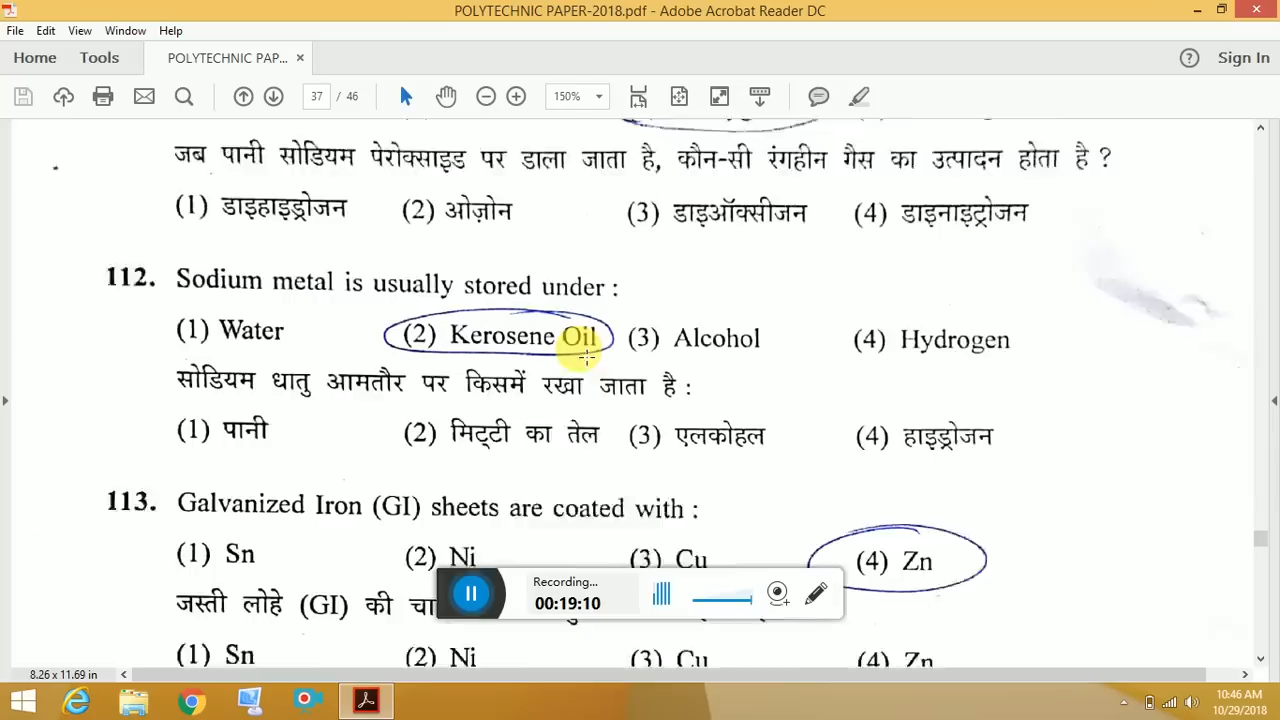 POLYTECHNIC PAPER-2018.pdf - Adobe Acrobat Reader DC
File Edit View Window Help
Home Tools POLYTECHNIC PAP... × Sign In
37 / 46 150%
जब पानी सोडियम पेरोक्साइड पर डाला जाता है, कौन-सी रंगहीन गैस का उत्पादन होता है ?
(1) डाइहाइड्रोजन (2) ओज़ोन (3) डाइऑक्सीजन (4) डाइनाइट्रोजन
112. Sodium metal is usually stored under :
(1) Water (2) Kerosene Oil (3) Alcohol (4) Hydrogen
सोडियम धातु आमतौर पर किसमें रखा जाता है :
(1) पानी (2) मिट्टी का तेल (3) एलकोहल (4) हाइड्रोजन
113. Galvanized Iron (GI) sheets are coated with :
(1) Sn (2) Ni (3) Cu (4) Zn
Recording...
00:19:10
जस्ती लोहे (GI) की
(1) Sn (2) Ni (3) Cu (4) Zn
8.26 x 11.69 in
10:46 AM
10/29/2018